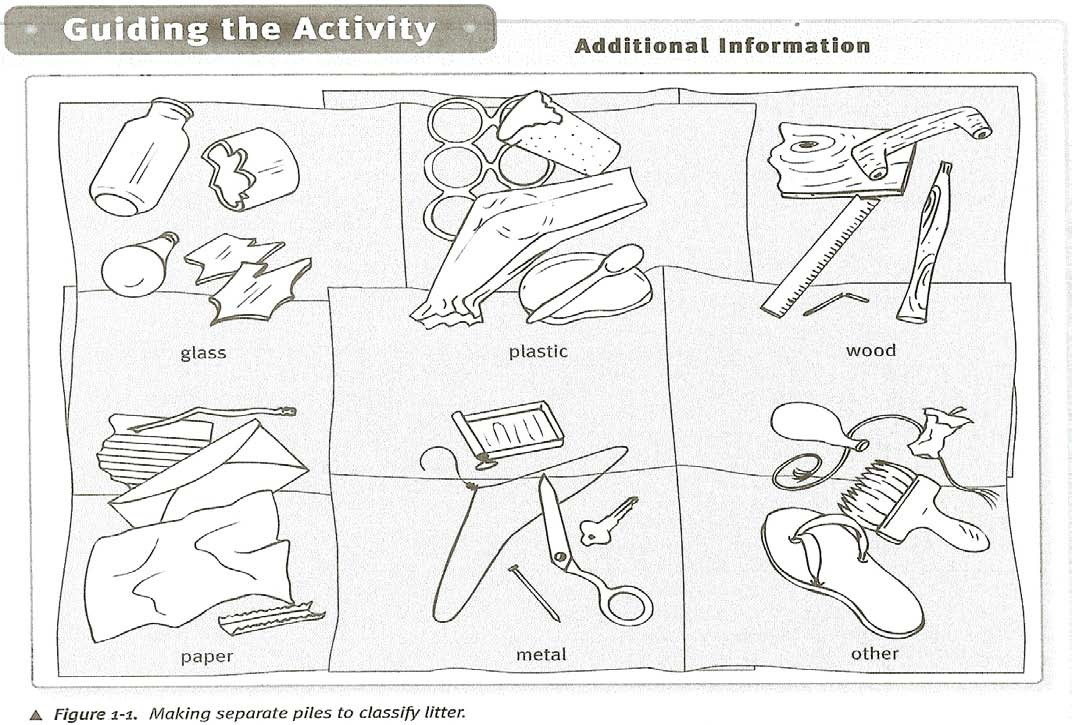 Guiding the Activity
Additional Information
glass
plastic
wood
paper
metal
other
▲ Figure 1-1. Making separate piles to classify litter.